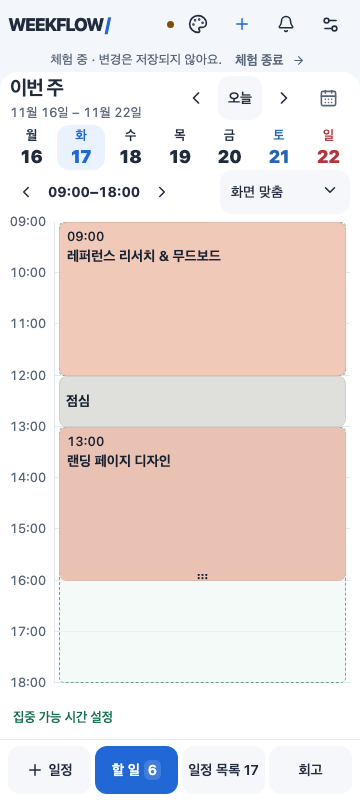 WEEKFLOW/
체험 중 · 변경은 저장되지 않아요. 체험 종료 →
이번 주
11월 16일 – 11월 22일
오늘
월 화 수 목 금 토 일
16 17 18 19 20 21 22
09:00–18:00
화면 맞춤
09:00
09:00
레퍼런스 리서치 & 무드보드
10:00
11:00
12:00
점심
13:00
13:00
랜딩 페이지 디자인
14:00
15:00
16:00
17:00
18:00
집중 가능 시간 설정
+ 일정
할 일 6
일정 목록 17
회고